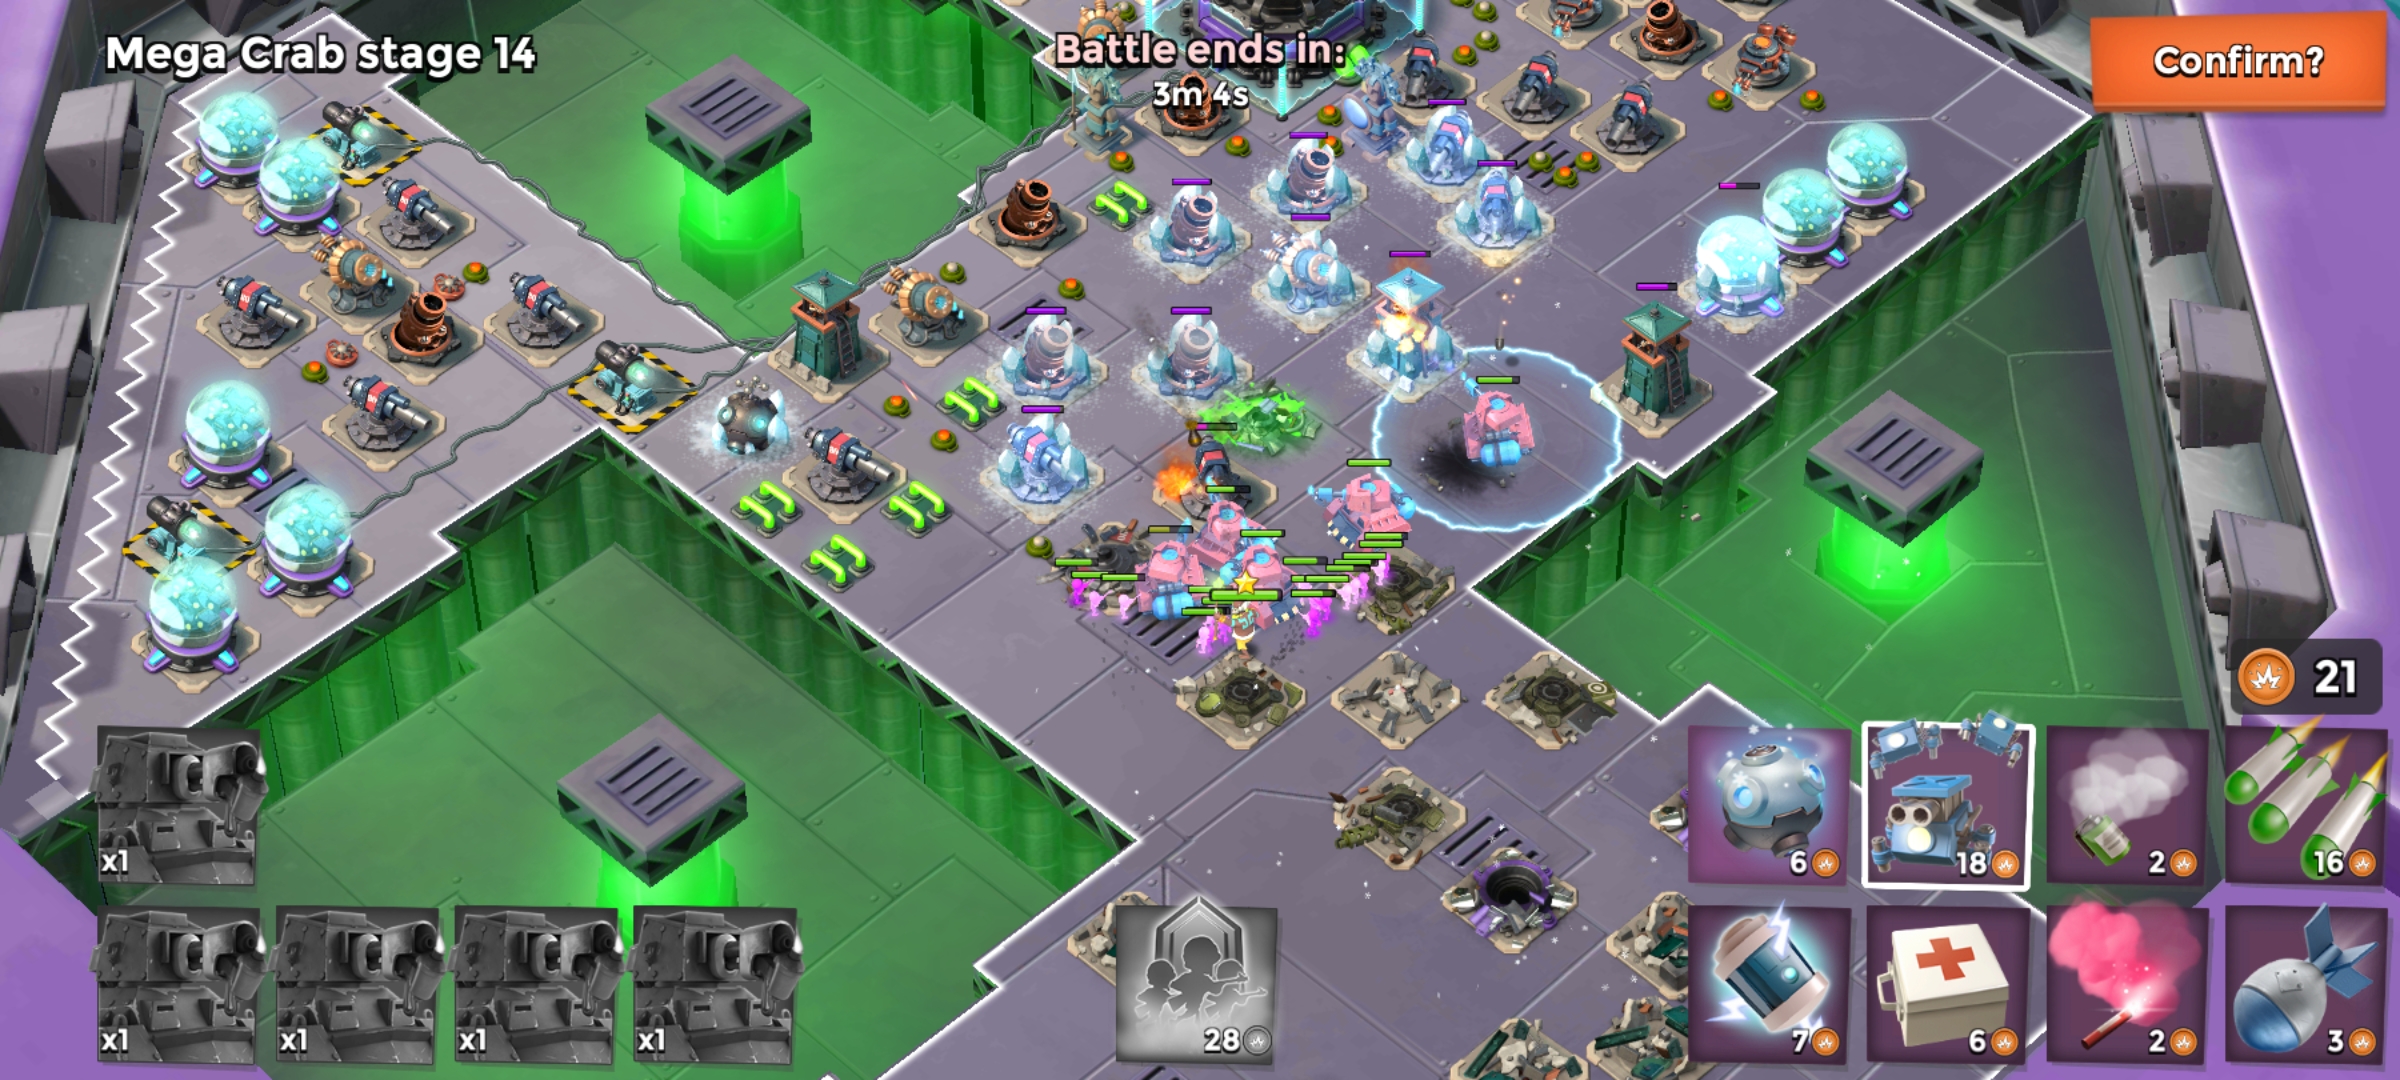 Mega Crab stage 14
Battle ends in:
3m 4s
Confirm?
21
x1
6
18
2
16
x1
x1
x1
x1
28
7
6
2
3